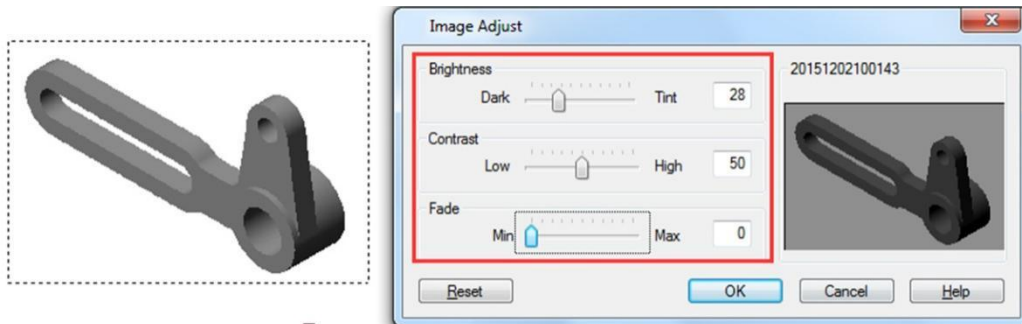 Image Adjust
Brightness
Dark Tint 28
20151202100143
Contrast
Low High 50
Fade
Min Max 0
Reset OK Cancel Help